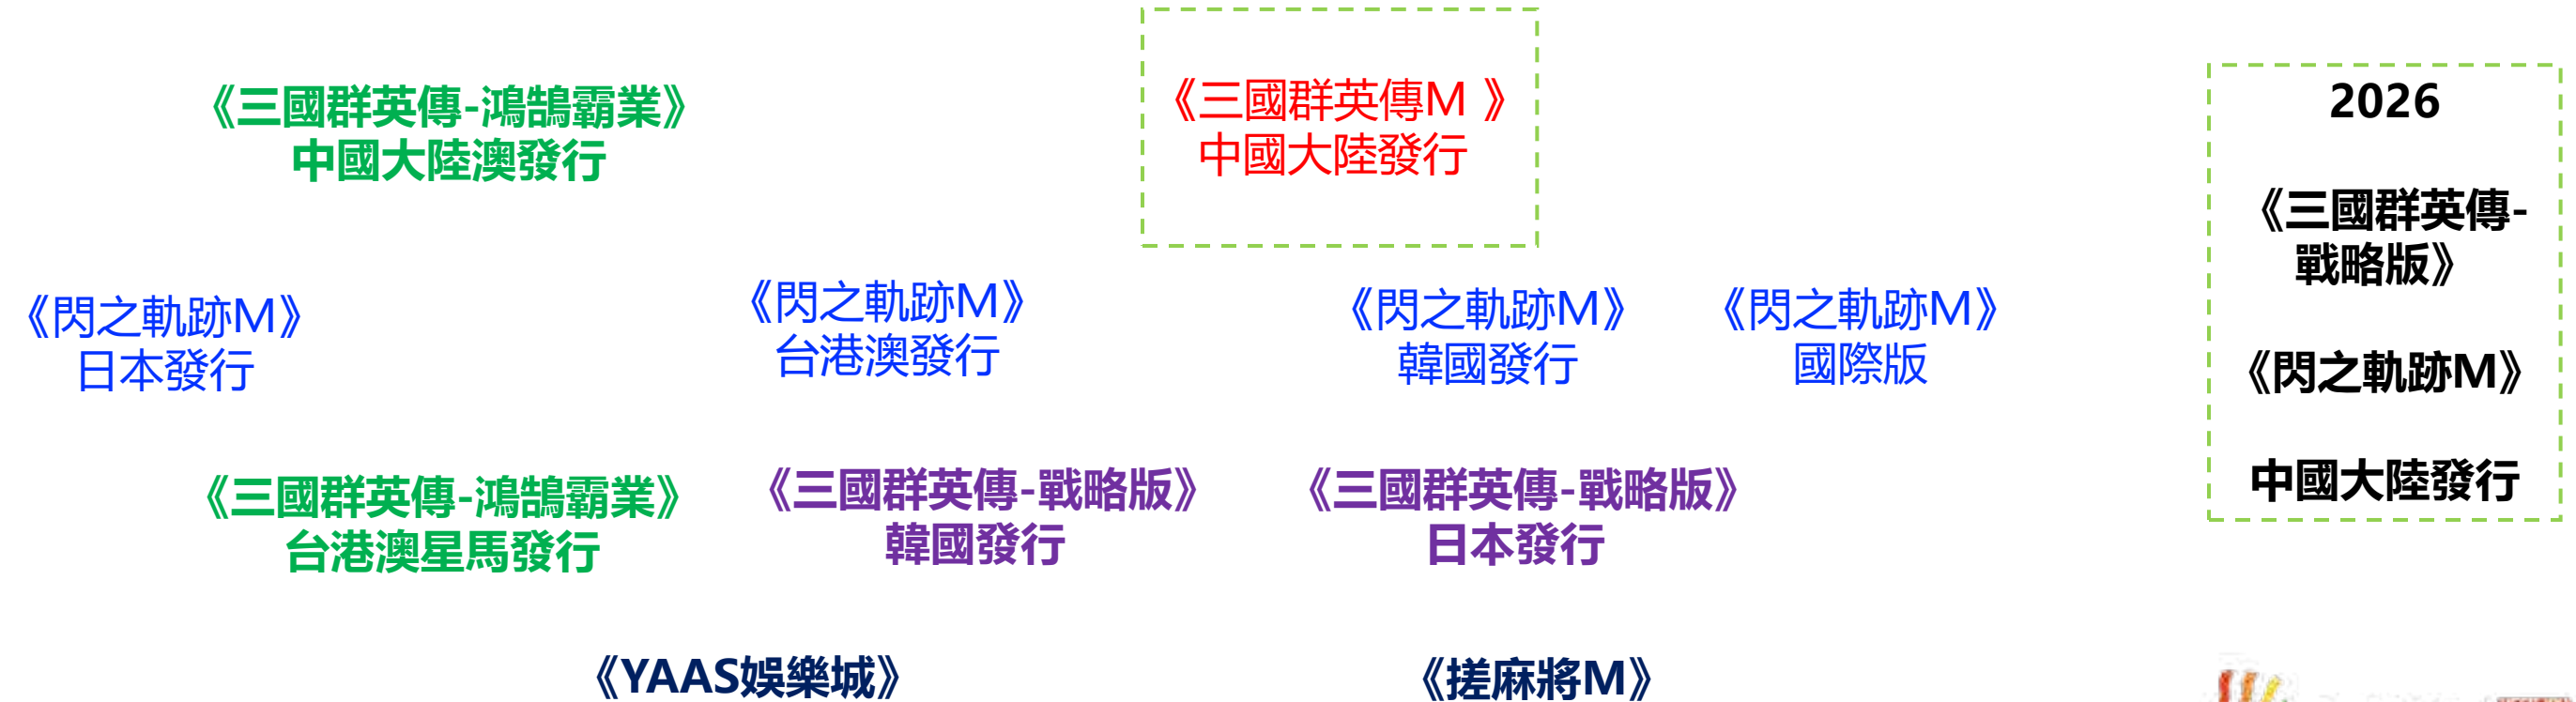 《三國群英傳-鴻鵠霸業》
中國大陸澳發行
《三國群英傳M 》
中國大陸發行
2026
《三國群英傳-
戰略版》
《閃之軌跡M》
中國大陸發行
《閃之軌跡M》
日本發行
《閃之軌跡M》
台港澳發行
《閃之軌跡M》
韓國發行
《閃之軌跡M》
國際版
《三國群英傳-鴻鵠霸業》
台港澳星馬發行
《三國群英傳-戰略版》
韓國發行
《三國群英傳-戰略版》
日本發行
《YAAS娛樂城》
《搓麻將M》